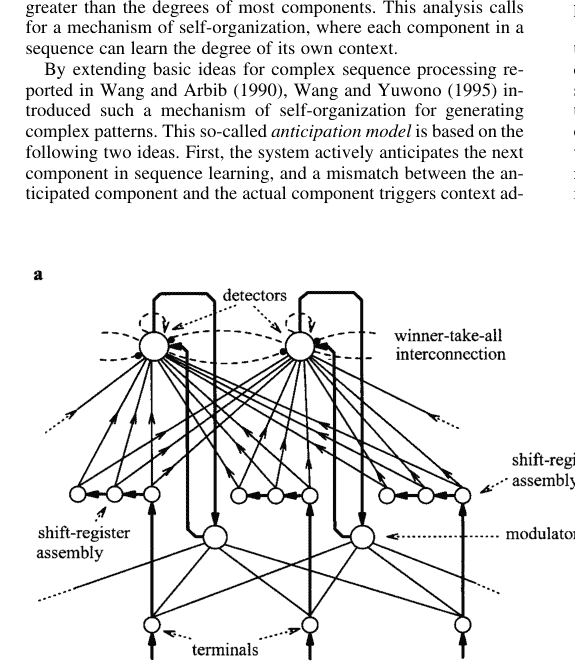 greater than the degrees of most components. This analysis calls
for a mechanism of self-organization, where each component in a
sequence can learn the degree of its own context.
By extending basic ideas for complex sequence processing re-
ported in Wang and Arbib (1990), Wang and Yuwono (1995) in-
troduced such a mechanism of self-organization for generating
complex patterns. This so-called anticipation model is based on the
following two ideas. First, the system actively anticipates the next
component in sequence learning, and a mismatch between the an-
ticipated component and the actual component triggers context ad-
a
detectors
winner-take-all
interconnection
shift-regi
assembly
shift-register
assembly
modulator
terminals